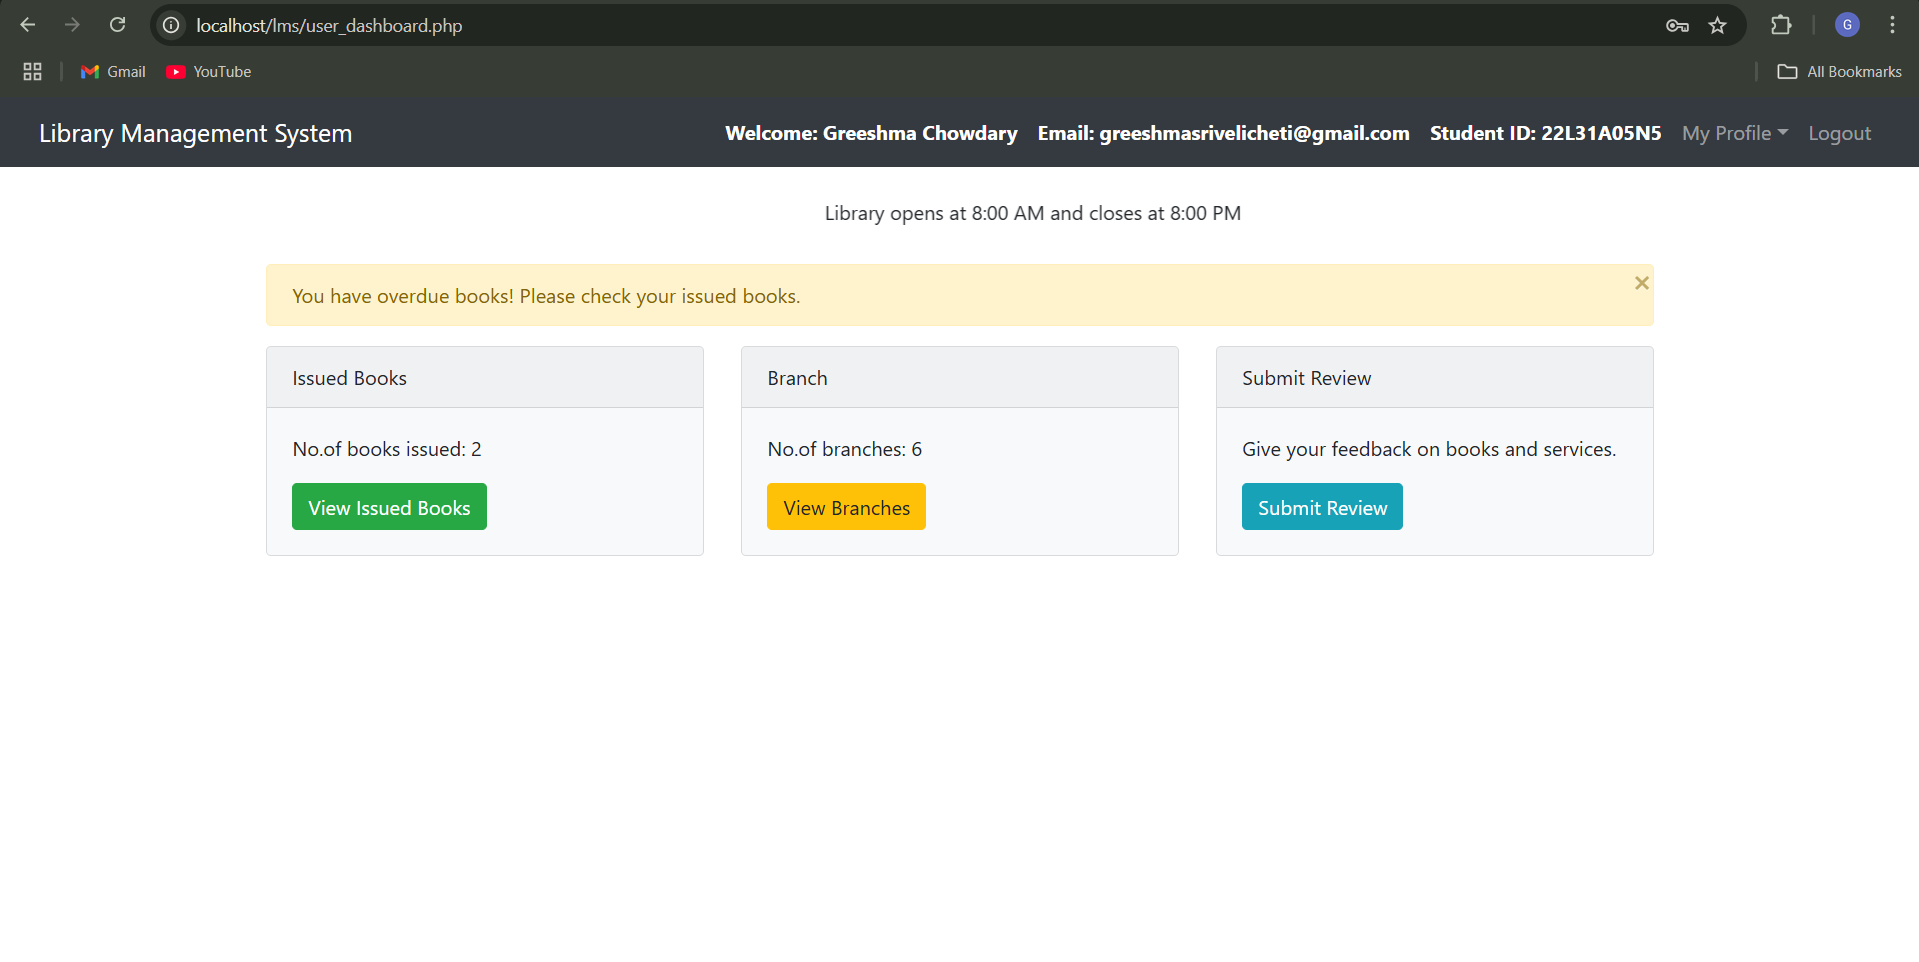 localhost/lms/user_dashboard.php
G
Gmail YouTube All Bookmarks
Library Management System Welcome: Greeshma Chowdary Email: greeshmasrivelicheti@gmail.com Student ID: 22L31A05N5 My Profile Logout
Library opens at 8:00 AM and closes at 8:00 PM
You have overdue books! Please check your issued books. ×
Issued Books
No.of books issued: 2
View Issued Books
Branch
No.of branches: 6
View Branches
Submit Review
Give your feedback on books and services.
Submit Review